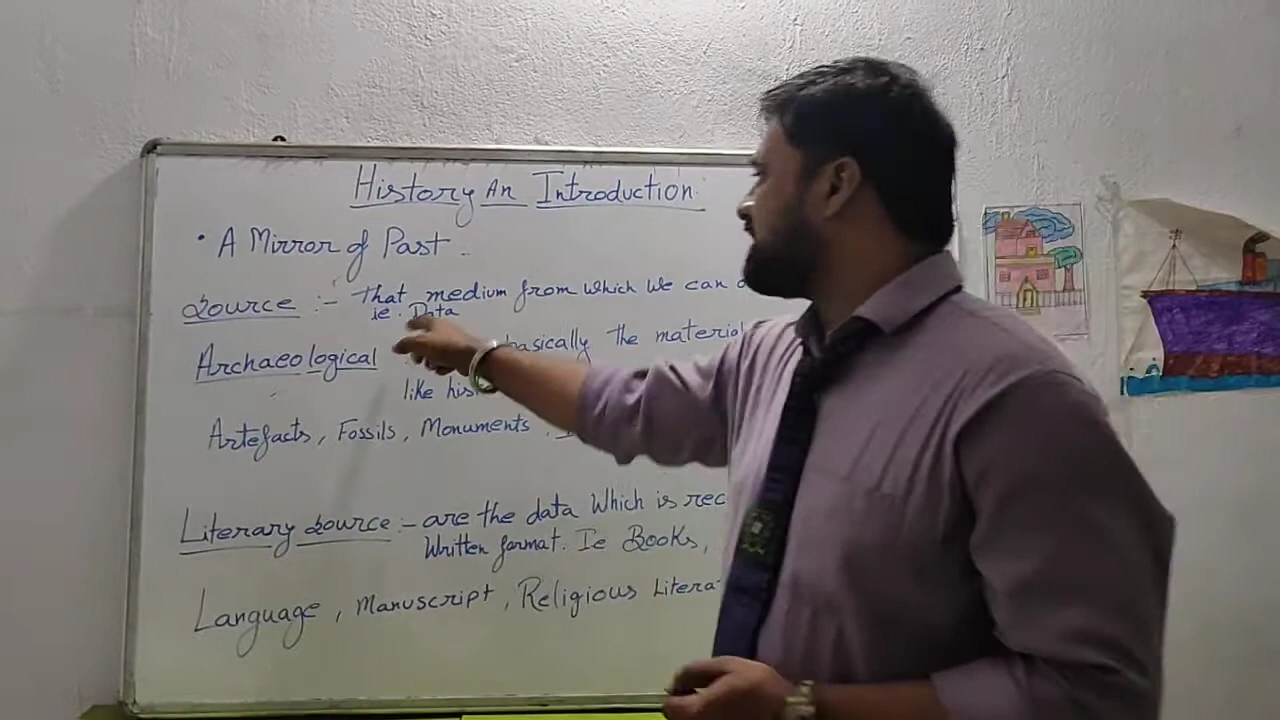 History An Introduction
• A Mirror of Past.
Source :- That medium from which we can
ie. Data
Archaeological basically the material
like his
Artefacts, Fossils, Monuments,
Literary Source :- are the data Which is rec
Written format. Ie Books,
Language, Manuscript, Religious Litera